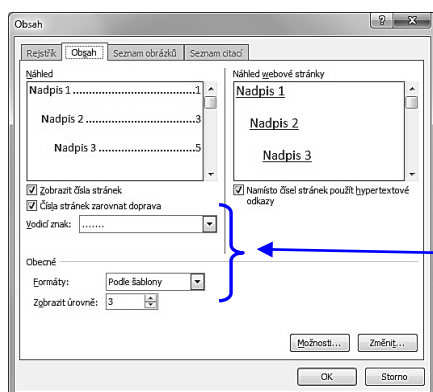 Obsah
Rejstřík Obsah Seznam obrázků Seznam citací
Náhled
Nadpis 1 ........................................1
Nadpis 2 ....................................3
Nadpis 3 ................................5
Náhled webové stránky
Nadpis 1
Nadpis 2
Nadpis 3
Zobrazit čísla stránek
Čísla stránek zarovnat doprava
Vodicí znak: .......
Namísto čísel stránek použít hypertextové
odkazy
Obecné
Formáty: Podle šablony
Zobrazit úrovně: 3
Možnosti... Změnit...
OK Storno